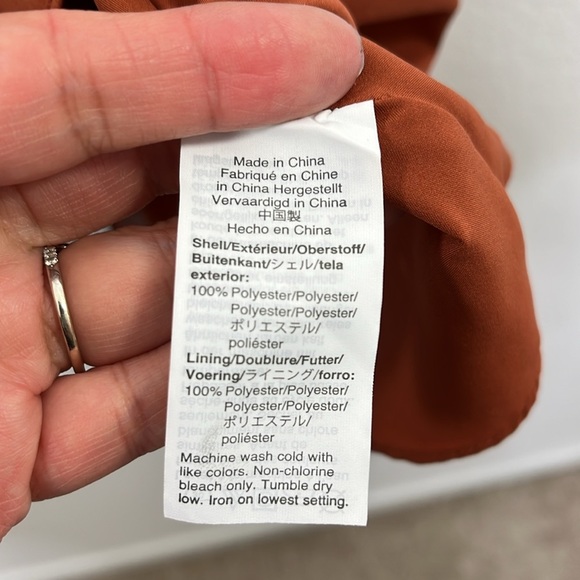 Made in China
Fabriqué en Chine
in China Hergestellt
Vervaardigd in China
中国製
Hecho en China
Shell/Extérieur/Oberstoff/
Buitenkant/シェル/tela
exterior:
100% Polyester/Polyester/
Polyester/Polyester/
ポリエステル/
poliéster
Lining/Doublure/Futter/
Voering/ライニング/forro:
100% Polyester/Polyester/
Polyester/Polyester/
ポリエステル/
poliéster
Machine wash cold with
like colors. Non-chlorine
bleach only. Tumble dry
low. Iron on lowest setting.